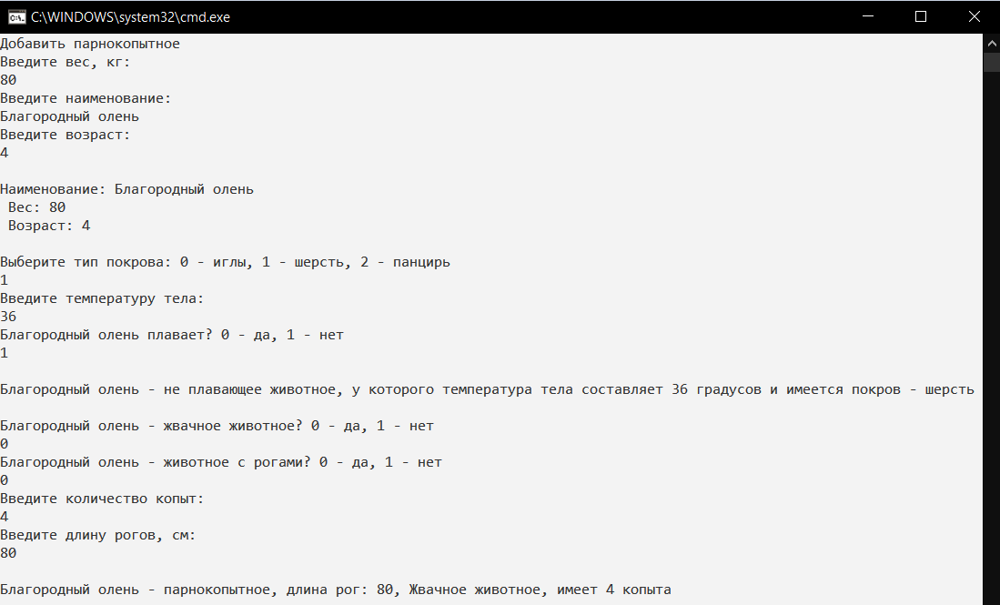 C:\WINDOWS\system32\cmd.exe
Добавить парнокопытное
Введите вес, кг:
80
Введите наименование:
Благородный олень
Введите возраст:
4
Наименование: Благородный олень
Вес: 80
Возраст: 4
Выберите тип покрова: 0 - иглы, 1 - шерсть, 2 - панцирь
1
Введите температуру тела:
36
Благородный олень плавает? 0 - да, 1 - нет
1
Благородный олень - не плавающее животное, у которого температура тела составляет 36 градусов и имеется покров - шерсть
Благородный олень - жвачное животное? 0 - да, 1 - нет
0
Благородный олень - животное с рогами? 0 - да, 1 - нет
0
Введите количество копыт:
4
Введите длину рогов, см:
80
Благородный олень - парнокопытное, длина рог: 80, Жвачное животное, имеет 4 копыта